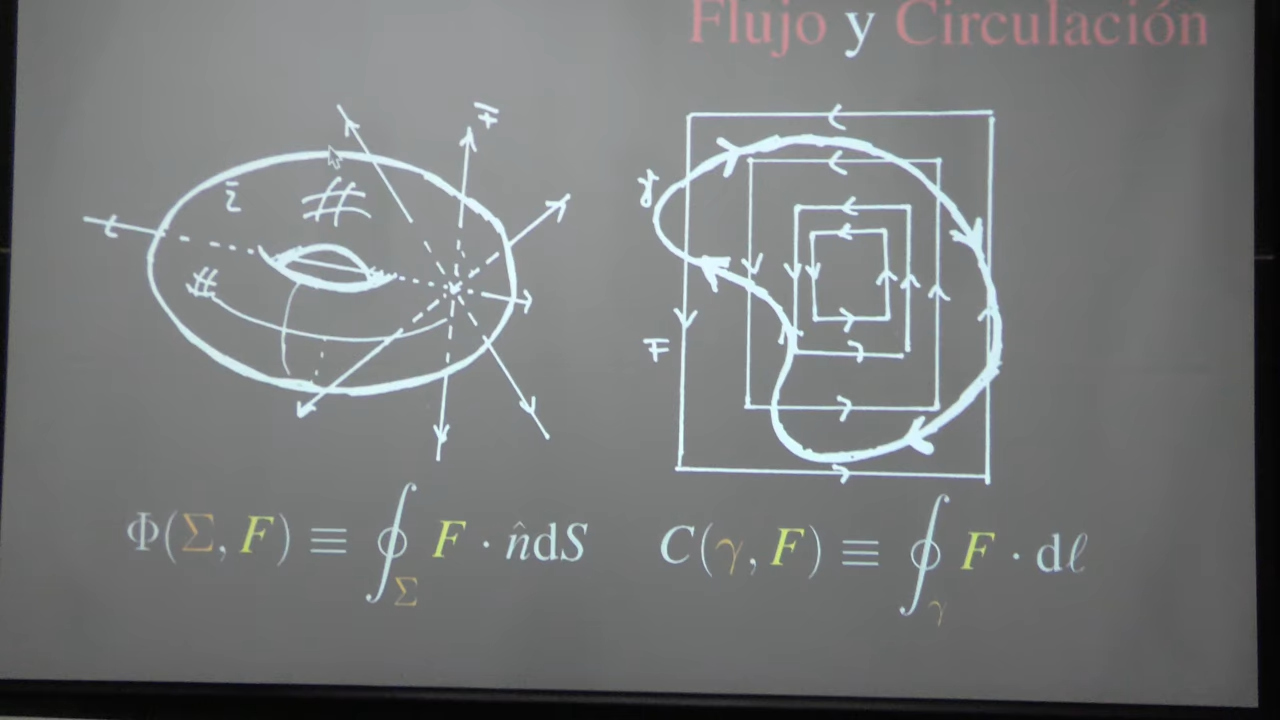 Flujo y Circulación
F
Σ
γ
F
Φ(Σ, F) ≡ ∮_Σ F · n̂dS
C(γ, F) ≡ ∮_γ F · dℓ